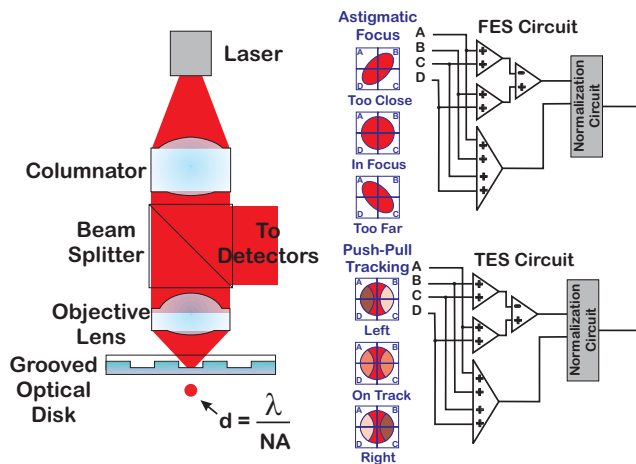 Laser
Columnator
Beam
Splitter
To
Detectors
Objective
Lens
Grooved
Optical
Disk
d = λ
NA
Astigmatic
Focus
A B
D C
Too Close
A B
D C
In Focus
A B
D C
Too Far
FES Circuit
A
B
C
D
+
+
+
+
-
+
+
+
+
+
Normalization
Circuit
Push-Pull
Tracking
A B
D C
Left
A B
D C
On Track
A B
D C
Right
TES Circuit
A
B
C
D
+
+
+
+
-
+
+
+
+
+
Normalization
Circuit